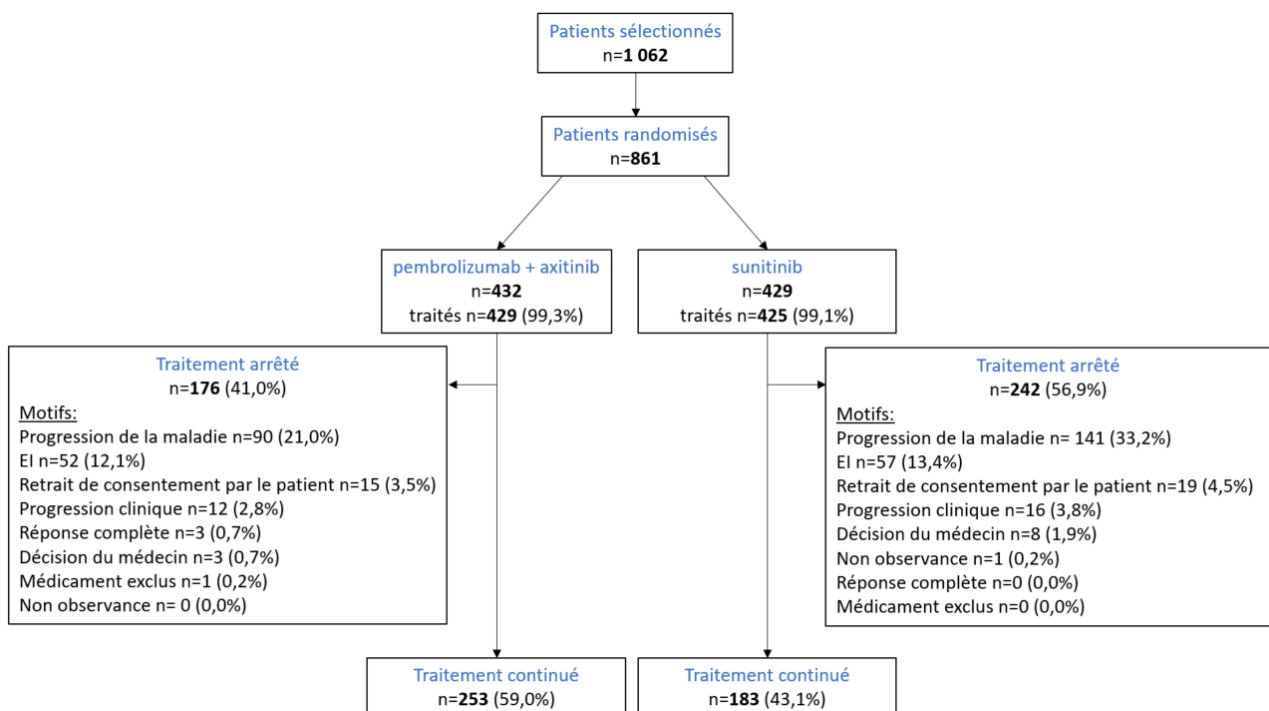 Patients sélectionnés
n=1 062
Patients randomisés
n=861
pembrolizumab + axitinib
n=432
traités n=429 (99,3%)
sunitinib
n=429
traités n=425 (99,1%)
Traitement arrêté
n=176 (41,0%)
Motifs:
Progression de la maladie n=90 (21,0%)
EI n=52 (12,1%)
Retrait de consentement par le patient n=15 (3,5%)
Progression clinique n=12 (2,8%)
Réponse complète n=3 (0,7%)
Décision du médecin n=3 (0,7%)
Médicament exclus n=1 (0,2%)
Non observance n= 0 (0,0%)
Traitement arrêté
n=242 (56,9%)
Motifs:
Progression de la maladie n= 141 (33,2%)
EI n=57 (13,4%)
Retrait de consentement par le patient n=19 (4,5%)
Progression clinique n=16 (3,8%)
Décision du médecin n=8 (1,9%)
Non observance n=1 (0,2%)
Réponse complète n=0 (0,0%)
Médicament exclus n=0 (0,0%)
Traitement continué
n=253 (59,0%)
Traitement continué
n=183 (43,1%)